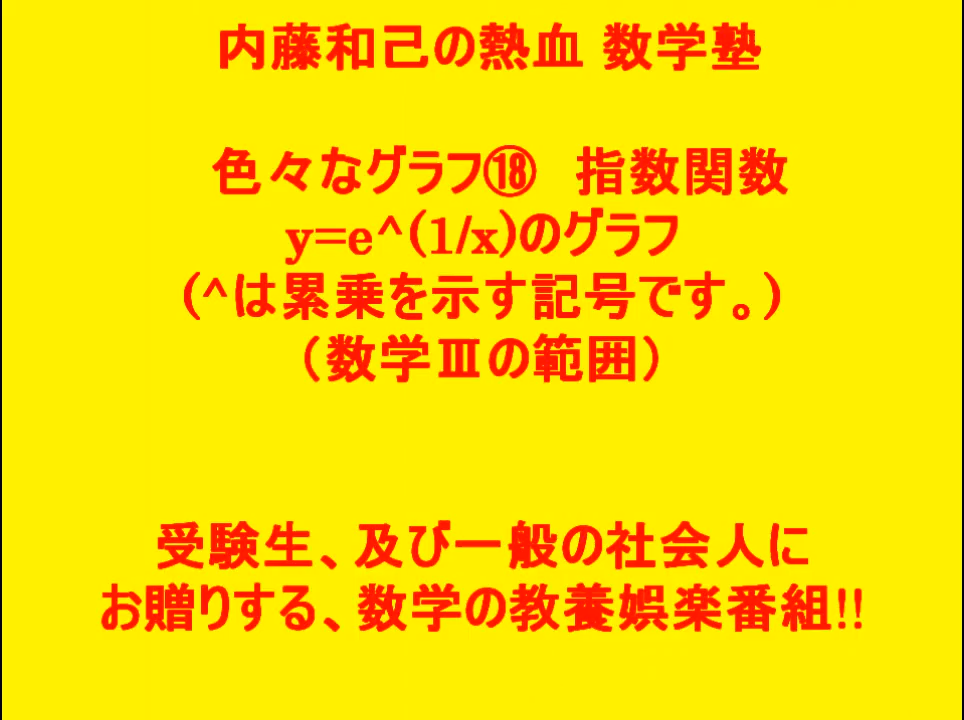 内藤和己の熱血 数学塾
色々なグラフ⑱　指数関数
y=e^(1/x)のグラフ
（^は累乗を示す記号です。）
（数学Ⅲの範囲）
受験生、及び一般の社会人に
お贈りする、数学の教養娯楽番組!!